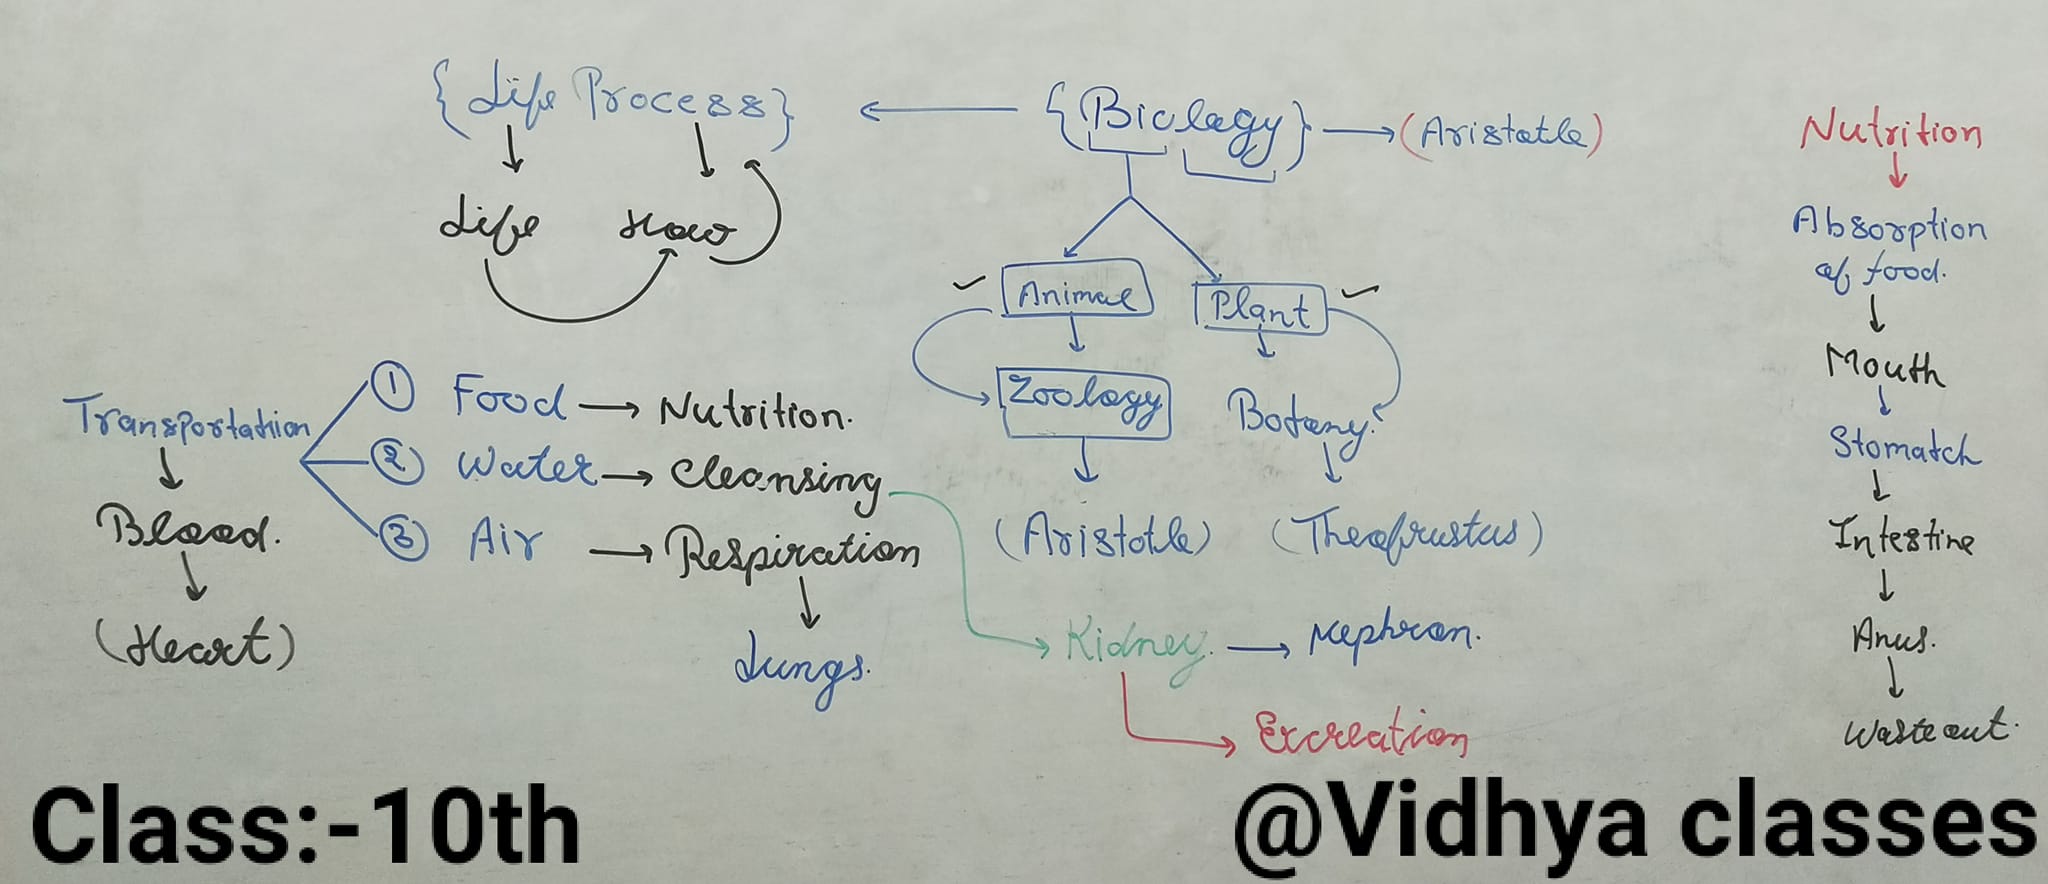 {Life Process} ← {Biology} → (Aristotle)
Life How
Animal Plant
Zoology Botany.
(Aristotle) (Theofrustus)
Transportation
Blood.
(Heart)
① Food → Nutrition.
② Water → Cleansing
③ Air → Respiration
Lungs.
Kidney. → Nephron.
Excreation
Nutrition
Absorption
of food.
Mouth
Stomatch
Intestine
Anus.
Waste out.
Class:-10th
@Vidhya classes